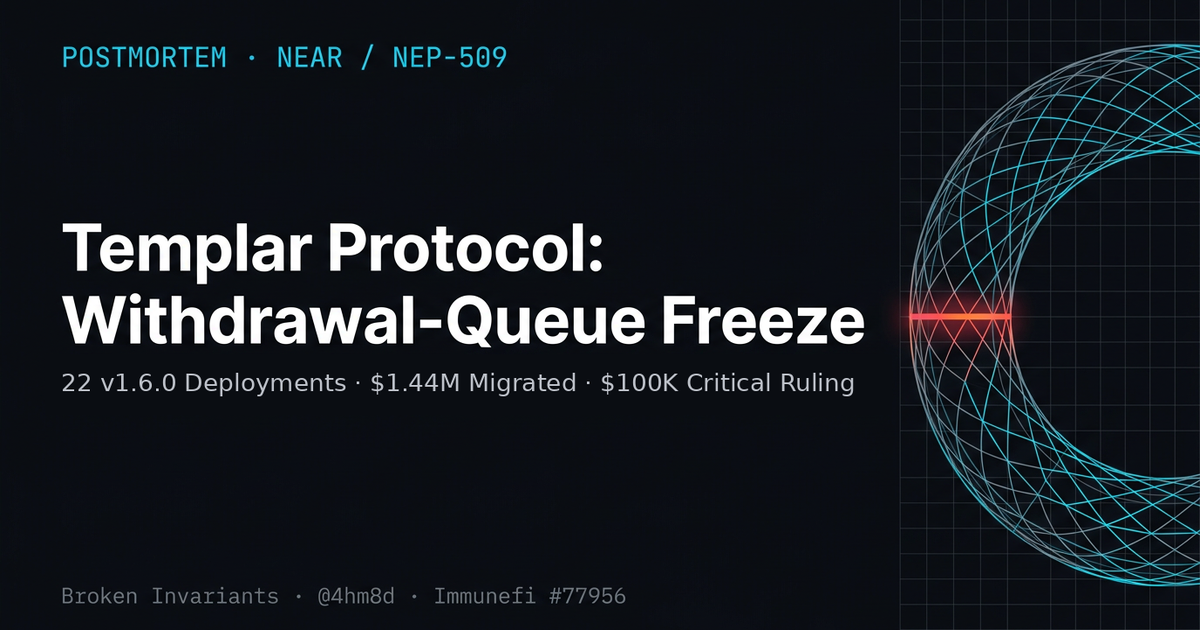 POSTMORTEM · NEAR / NEP-509
Templar Protocol:
Withdrawal-Queue Freeze
22 v1.6.0 Deployments · $1.44M Migrated · $100K Critical Ruling
Broken Invariants · @4hm8d · Immunefi #77956